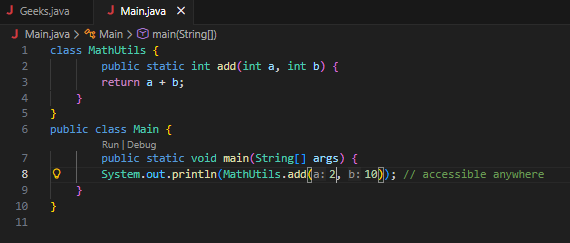 J Geeks.java
J Main.java X
J Main.java > Main > main(String[])
1 class MathUtils {
2 public static int add(int a, int b) {
3 return a + b;
4 }
5 }
6 public class Main {
Run | Debug
7 public static void main(String[] args) {
8 System.out.println(MathUtils.add(a: 2, b: 10)); // accessible anywhere
9 }
10 }
11